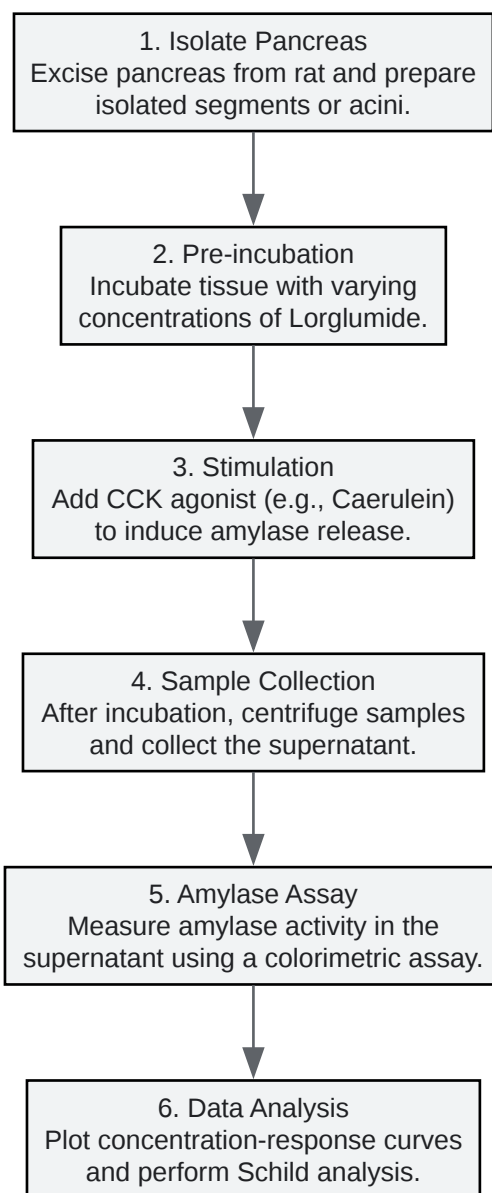 1. Isolate Pancreas
Excise pancreas from rat and prepare
isolated segments or acini.
2. Pre-incubation
Incubate tissue with varying
concentrations of Lorglumide.
3. Stimulation
Add CCK agonist (e.g., Caerulein)
to induce amylase release.
4. Sample Collection
After incubation, centrifuge samples
and collect the supernatant.
5. Amylase Assay
Measure amylase activity in the
supernatant using a colorimetric assay.
6. Data Analysis
Plot concentration-response curves
and perform Schild analysis.